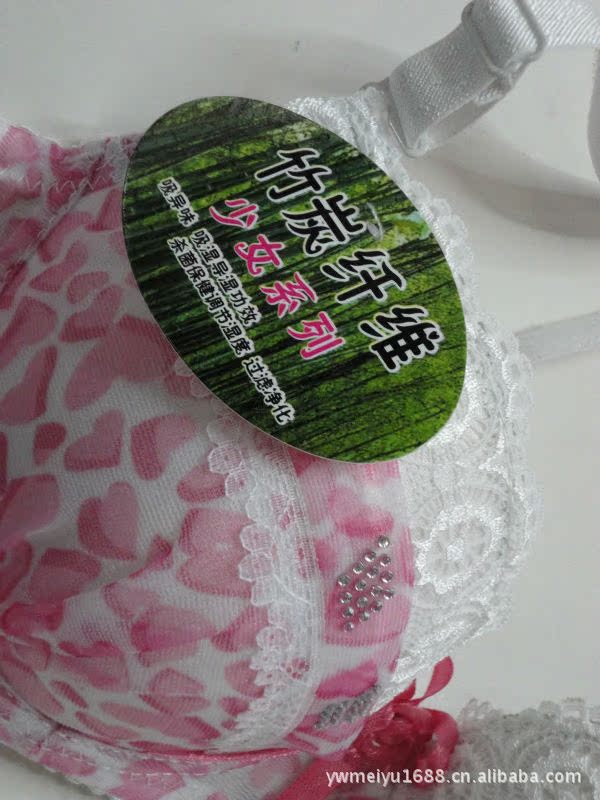 竹炭纤维
少女系列
吸异味 吸湿导湿功效
杀菌保健调节湿度 过滤净化
ywmeiyu1688.cn.alibaba.com